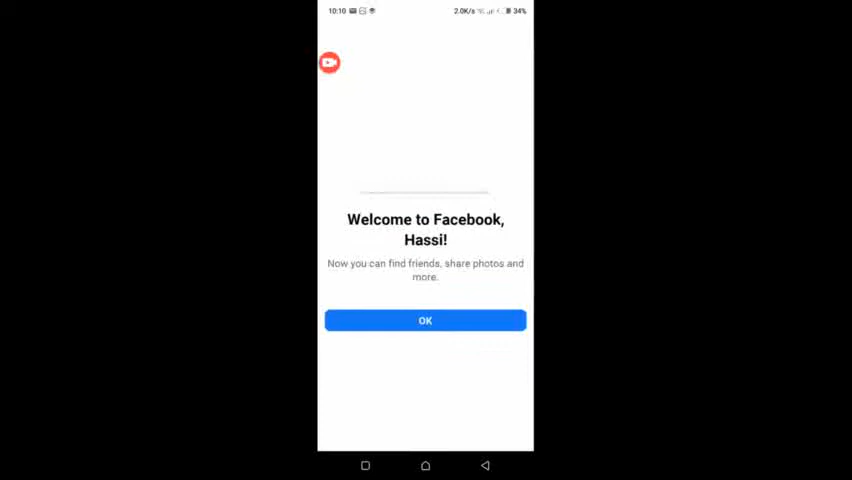 10:10 2.0K/s 34%
Welcome to Facebook,
Hassi!
Now you can find friends, share photos and
more.
OK